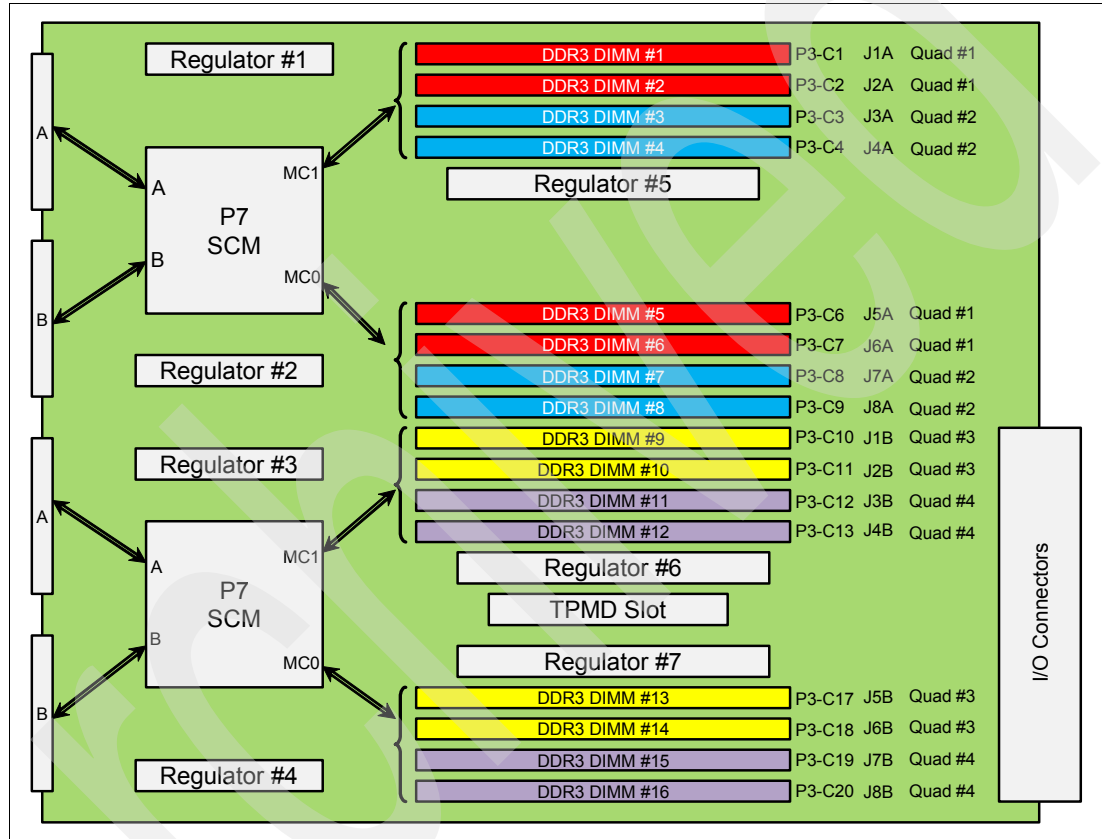 Regulator #1
DDR3 DIMM #1 P3-C1 J1A Quad #1
DDR3 DIMM #2 P3-C2 J2A Quad #1
DDR3 DIMM #3 P3-C3 J3A Quad #2
DDR3 DIMM #4 P3-C4 J4A Quad #2
Regulator #5
A
A
MC1
P7
SCM
B
MC0
B
DDR3 DIMM #5 P3-C6 J5A Quad #1
DDR3 DIMM #6 P3-C7 J6A Quad #1
DDR3 DIMM #7 P3-C8 J7A Quad #2
DDR3 DIMM #8 P3-C9 J8A Quad #2
Regulator #2
Regulator #3
DDR3 DIMM #9 P3-C10 J1B Quad #3
DDR3 DIMM #10 P3-C11 J2B Quad #3
DDR3 DIMM #11 P3-C12 J3B Quad #4
DDR3 DIMM #12 P3-C13 J4B Quad #4
Regulator #6
TPMD Slot
Regulator #7
A
A
MC1
P7
SCM
B
MC0
B
DDR3 DIMM #13 P3-C17 J5B Quad #3
DDR3 DIMM #14 P3-C18 J6B Quad #3
DDR3 DIMM #15 P3-C19 J7B Quad #4
DDR3 DIMM #16 P3-C20 J8B Quad #4
Regulator #4
I/O Connectors